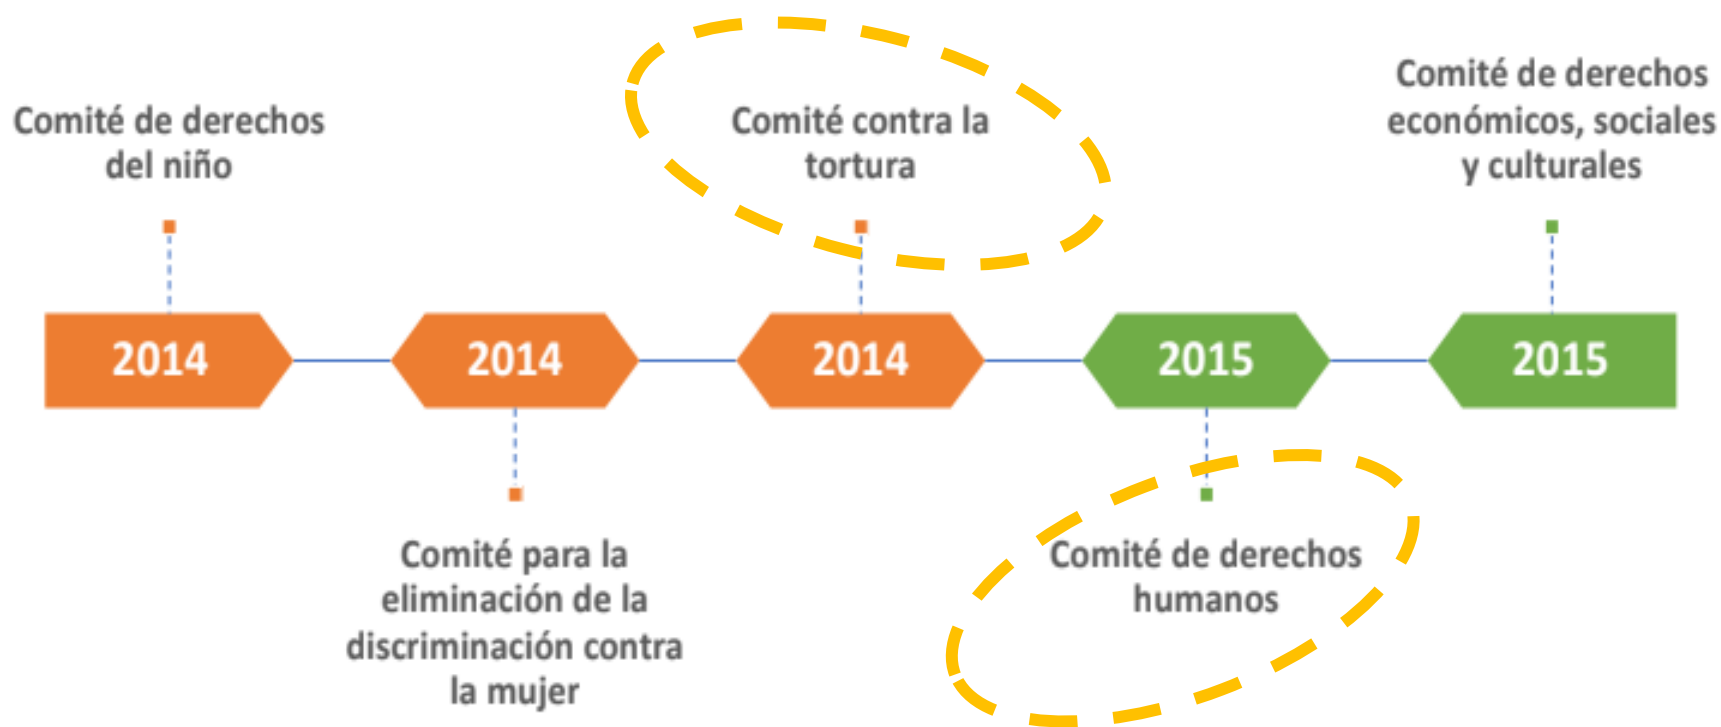 Comité de derechos
del niño
Comité contra la
tortura
Comité de derechos
económicos, sociales
y culturales
2014
2014
2014
2015
2015
Comité para la
eliminación de la
discriminación contra
la mujer
Comité de derechos
humanos